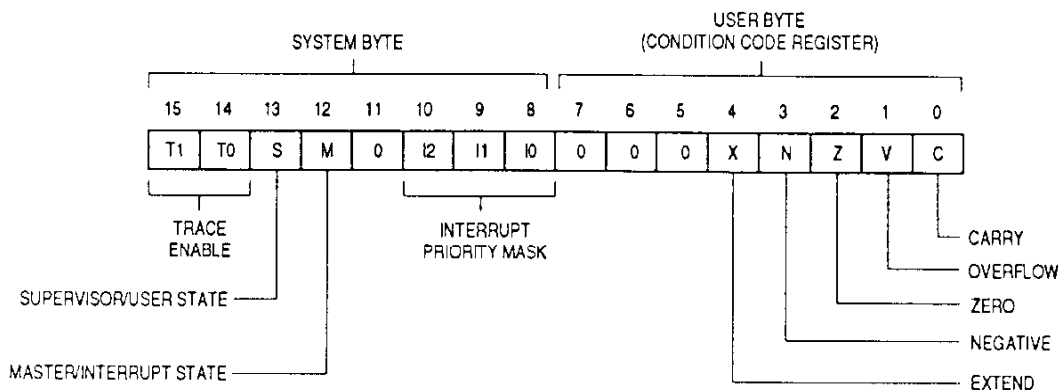 USER BYTE
SYSTEM BYTE
(CONDITION CODE REGISTER)
15 14 13 12 11 10 9 8 7 6 5 4 3 2 1 0
T1 T0 S M 0 I2 I1 I0 0 0 0 X N Z V C
TRACE
ENABLE
INTERRUPT
PRIORITY MASK
CARRY
OVERFLOW
SUPERVISOR/USER STATE
ZERO
NEGATIVE
MASTER/INTERRUPT STATE
EXTEND